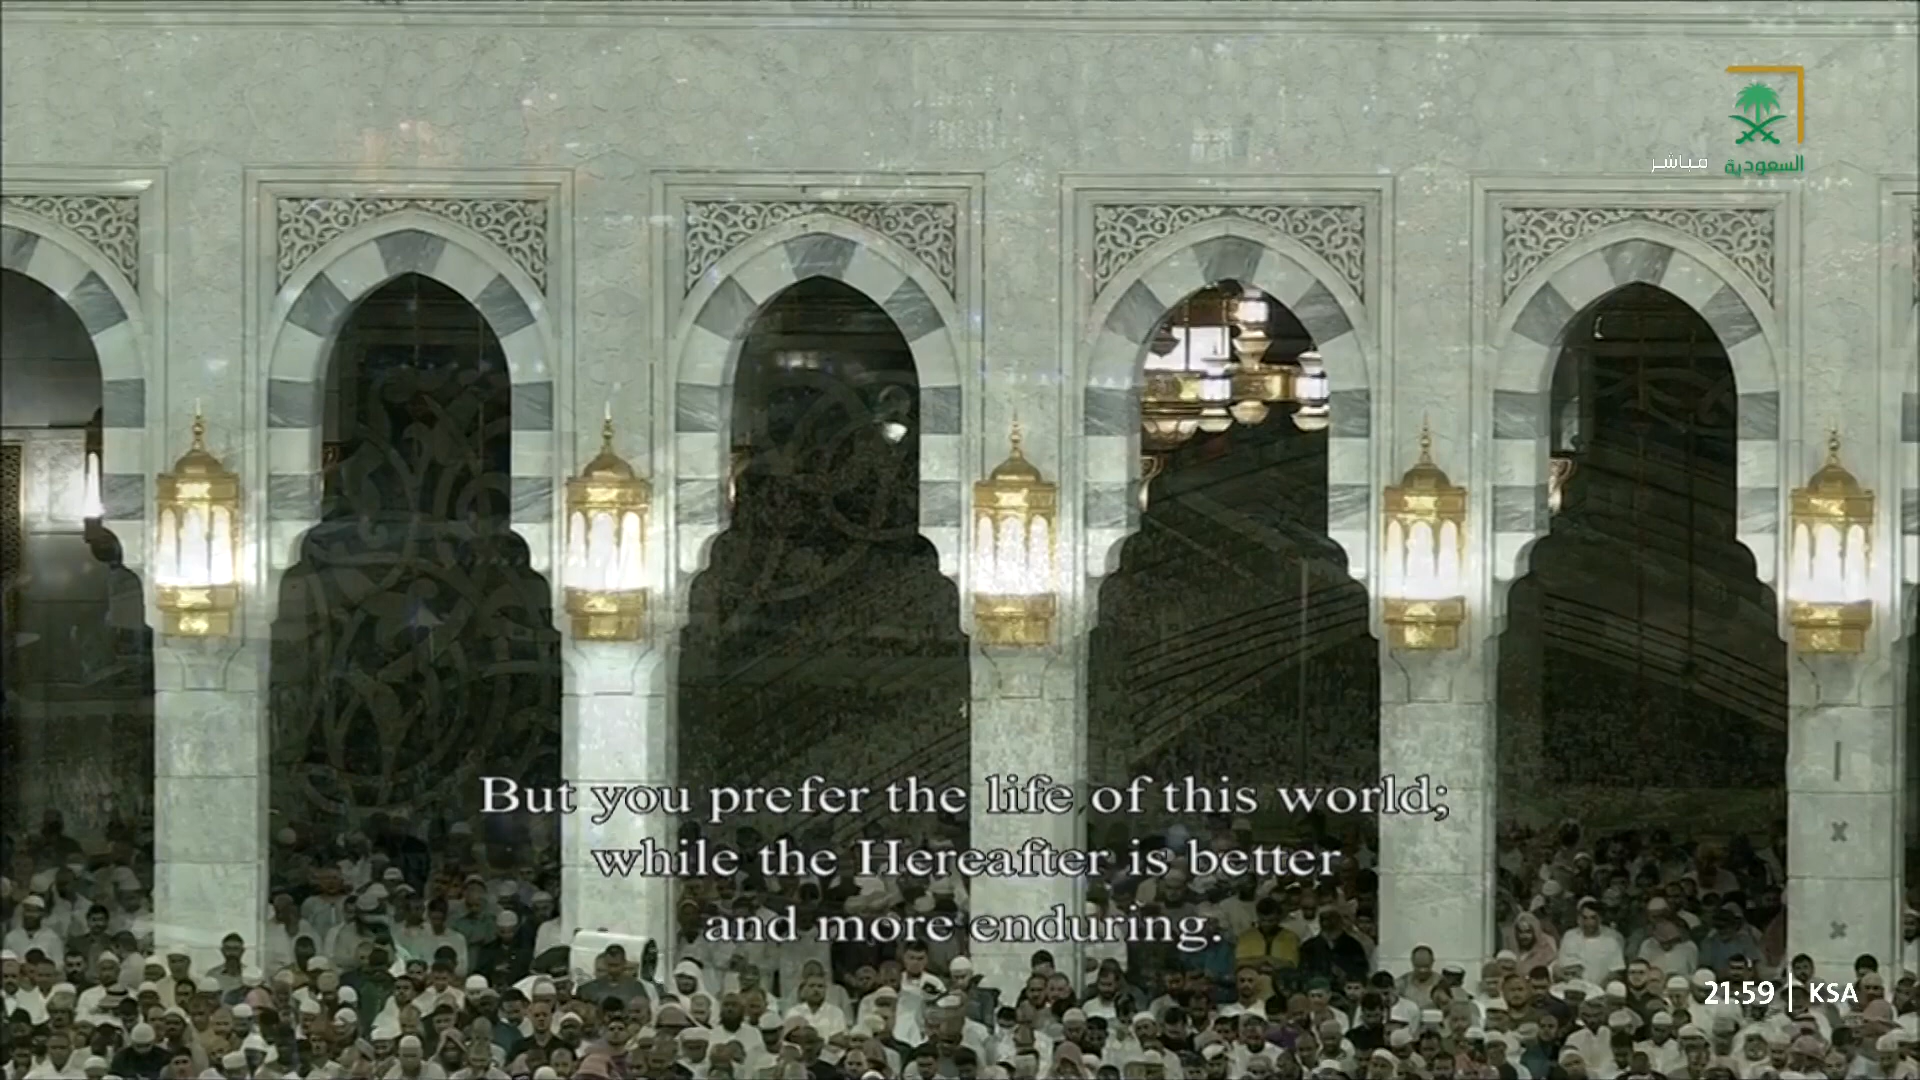 السعودية
مباشر
But you prefer the life of this world;
while the Hereafter is better
and more enduring.
21:59 | KSA